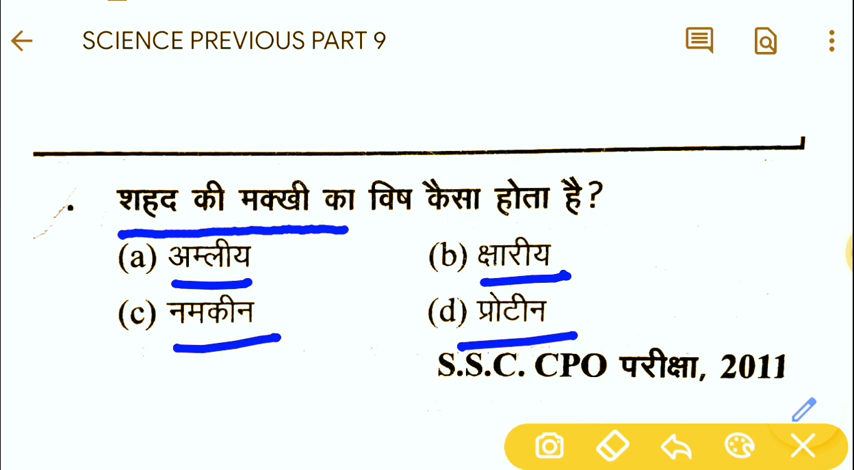 SCIENCE PREVIOUS PART 9
. शहद की मक्खी का विष कैसा होता है?
(a) अम्लीय (b) क्षारीय
(c) नमकीन (d) प्रोटीन
S.S.C. CPO परीक्षा, 2011